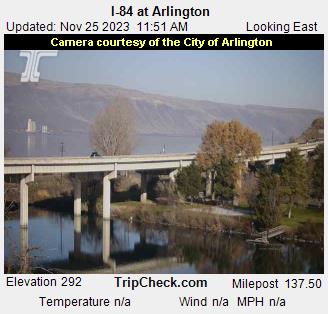 I-84 at Arlington
Updated: Nov 25 2023 11:51 AM Looking East
Camera courtesy of the City of Arlington
Elevation 292 TripCheck.com Milepost 137.50
Temperature n/a Wind n/a MPH n/a